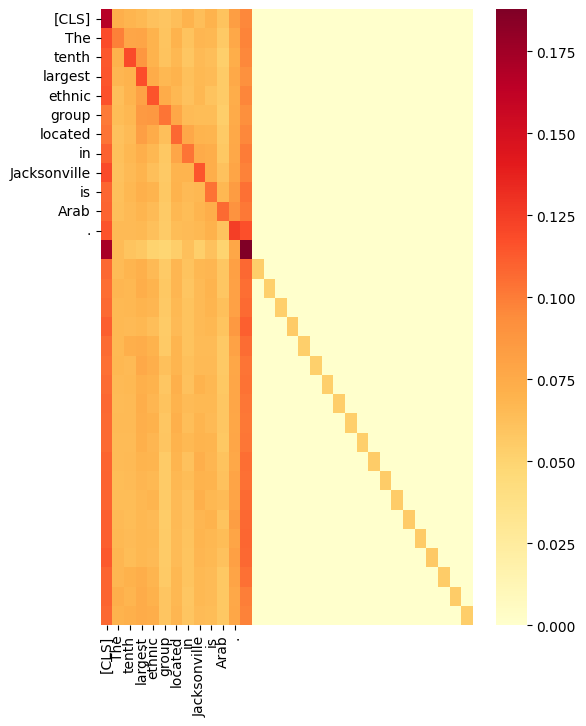 [CLS]
The
tenth
largest
ethnic
group
located
in
Jacksonville
is
Arab
.
[CLS]
The
tenth
largest
ethnic
group
located
in
Jacksonville
is
Arab
.
0.175
0.150
0.125
0.100
0.075
0.050
0.025
0.000